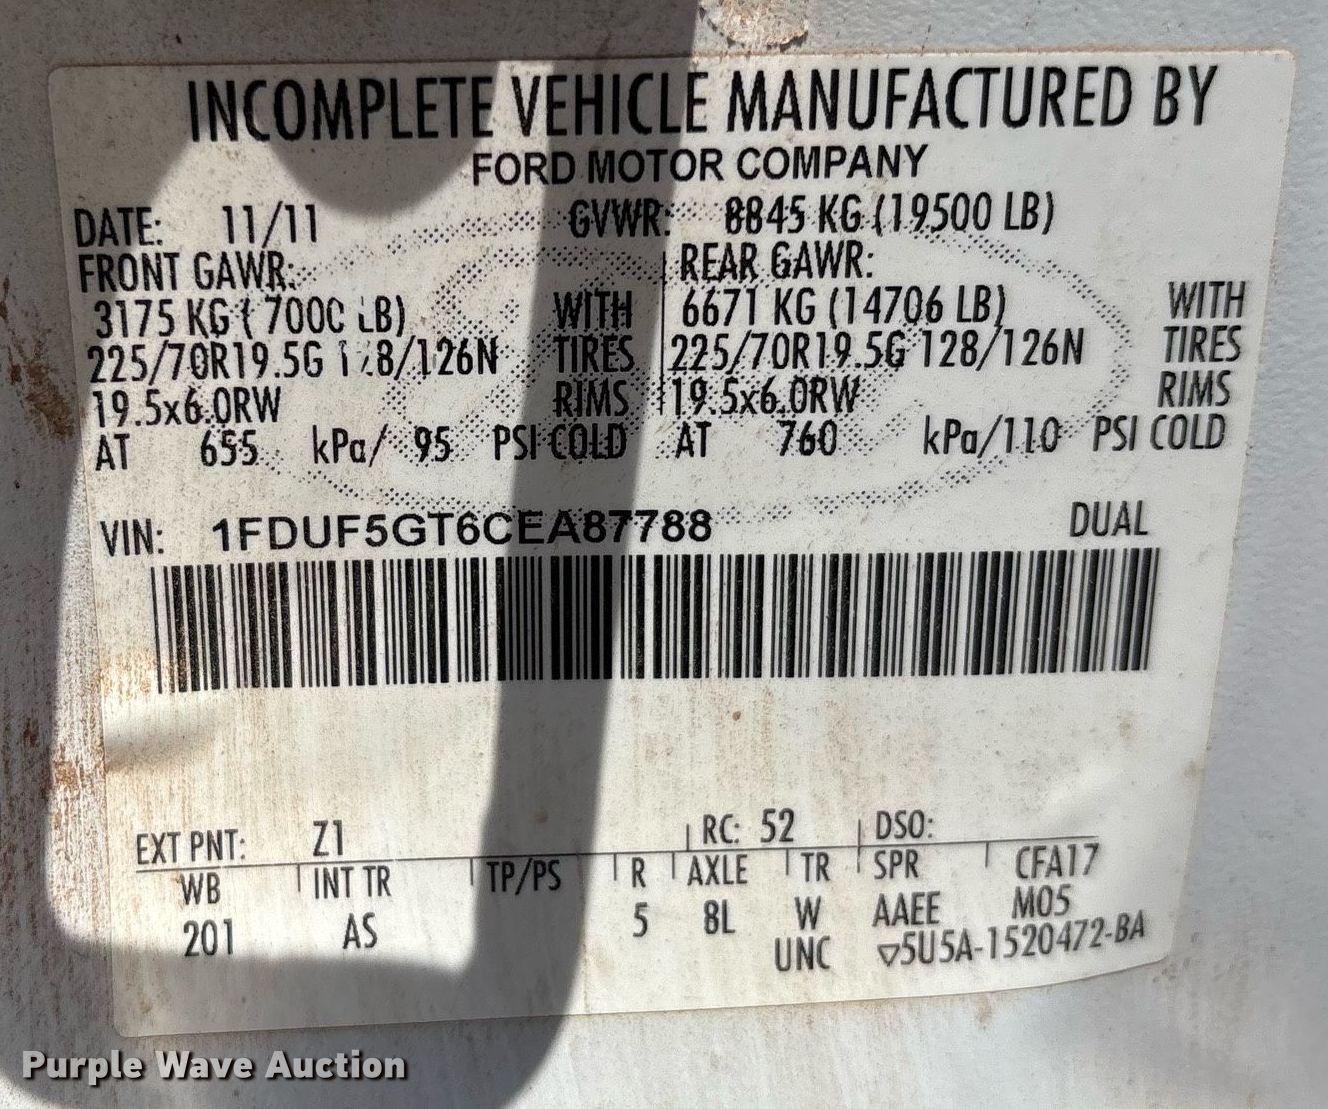 INCOMPLETE VEHICLE MANUFACTURED BY
FORD MOTOR COMPANY
DATE: 11/11 GVWR: 8845 KG (19500 LB)
FRONT GAWR: REAR GAWR:
3175 KG ( 7000 LB) WITH 6671 KG (14706 LB) WITH
225/70R19.5G 128/126N TIRES 225/70R19.5G 128/126N TIRES
19.5x6.0RW RIMS 19.5x6.0RW RIMS
AT 655 kPa/ 95 PSI COLD AT 760 kPa/110 PSI COLD
VIN: 1FDUF5GT6CEA87788 DUAL
EXT PNT: Z1 RC: 52 DSO:
WB INT TR TP/PS R AXLE TR SPR CFA17
201 AS 5 8L W AAEE M05
UNC ▽5U5A-1520472-BA
Purple Wave Auction